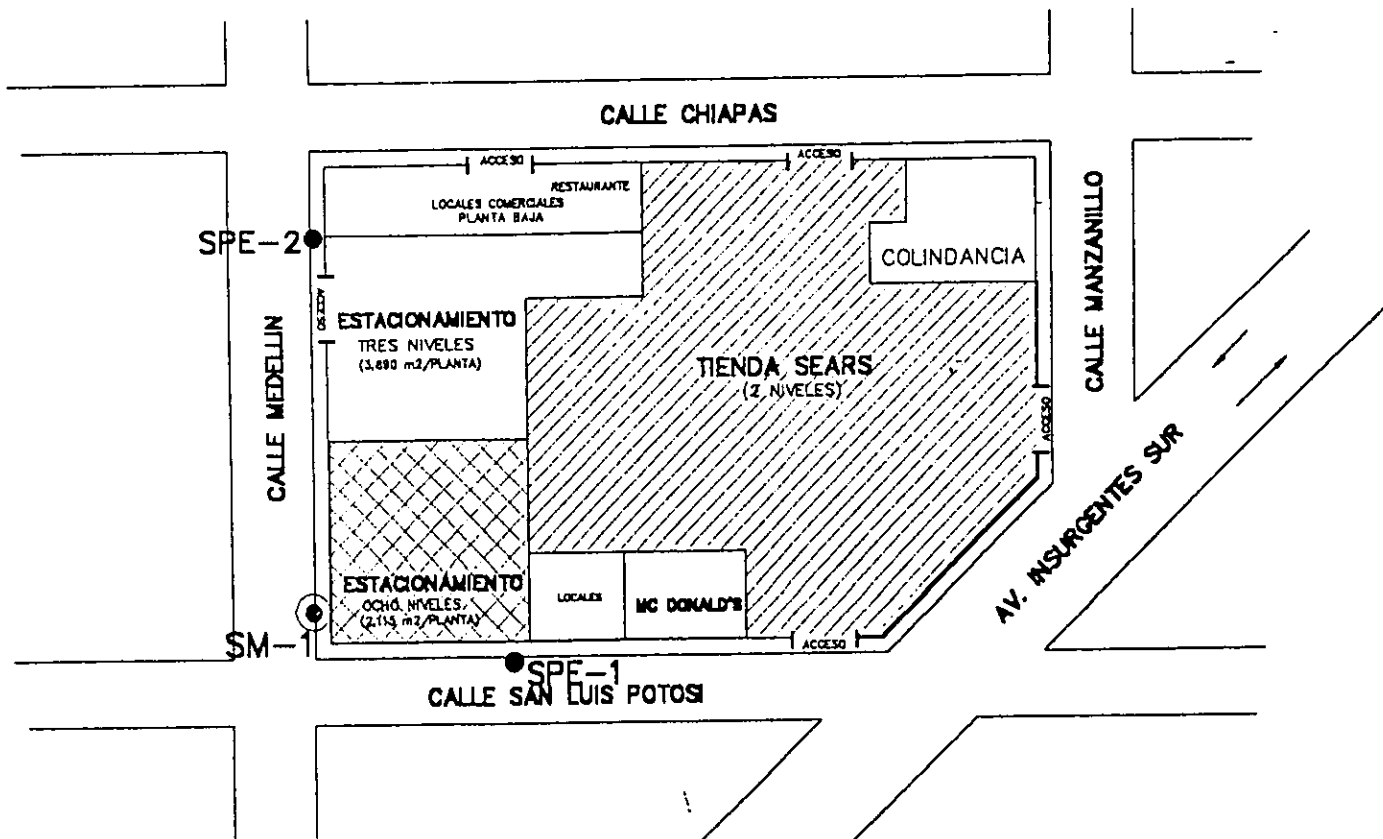 CALLE CHIAPAS
ACCESO
ACCESO
RESTAURANTE
LOCALES COMERCIALES
PLANTA BAJA
SPE-2
COLINDANCIA
CALLE MANZANILLO
ACCESO
ESTACIONAMIENTO
TRES NIVELES
(3,890 m2/PLANTA)
CALLE MEDELLIN
TIENDA SEARS
(2 NIVELES)
ACCESO
AV. INSURGENTES SUR
ESTACIONAMIENTO
OCHO NIVELES
(2,115 m2/PLANTA)
LOCALES
MC DONALD'S
SM-1
ACCESO
SPE-1
CALLE SAN LUIS POTOSI